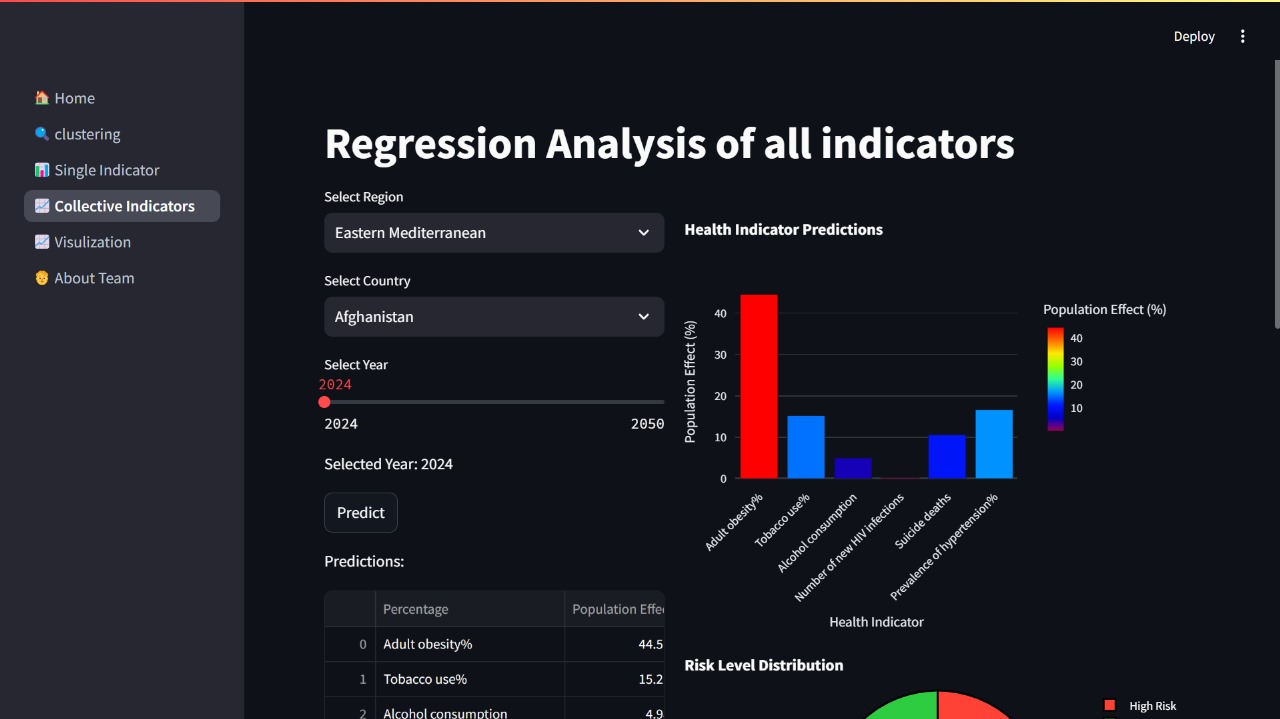 Deploy
Home
clustering
Single Indicator
Collective Indicators
Visulization
About Team
Regression Analysis of all indicators
Select Region
Eastern Mediterranean
Select Country
Afghanistan
Select Year
2024
2024 2050
Selected Year: 2024
Predict
Predictions:
Percentage Population Effe
0 Adult obesity% 44.5
1 Tobacco use% 15.2
2 Alcohol consumption 4.9
Health Indicator Predictions
Population Effect (%)
40
30
20
10
0
Adult obesity%
Tobacco use%
Alcohol consumption
Number of new HIV infections
Suicide deaths
Prevalence of hypertension%
Health Indicator
Population Effect (%)
40
30
20
10
Risk Level Distribution
High Risk